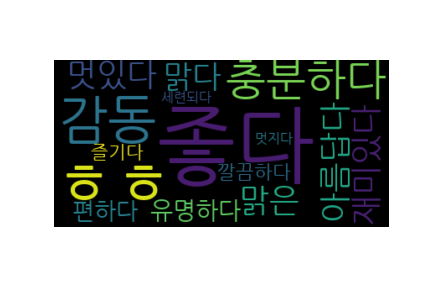 멋있다 맑다 충분하다
세련되다
감동 좋다 멋지다 아름답다 재미있다
즐기다
흥 흥 깔끔하다
편하다 유명하다 맑은